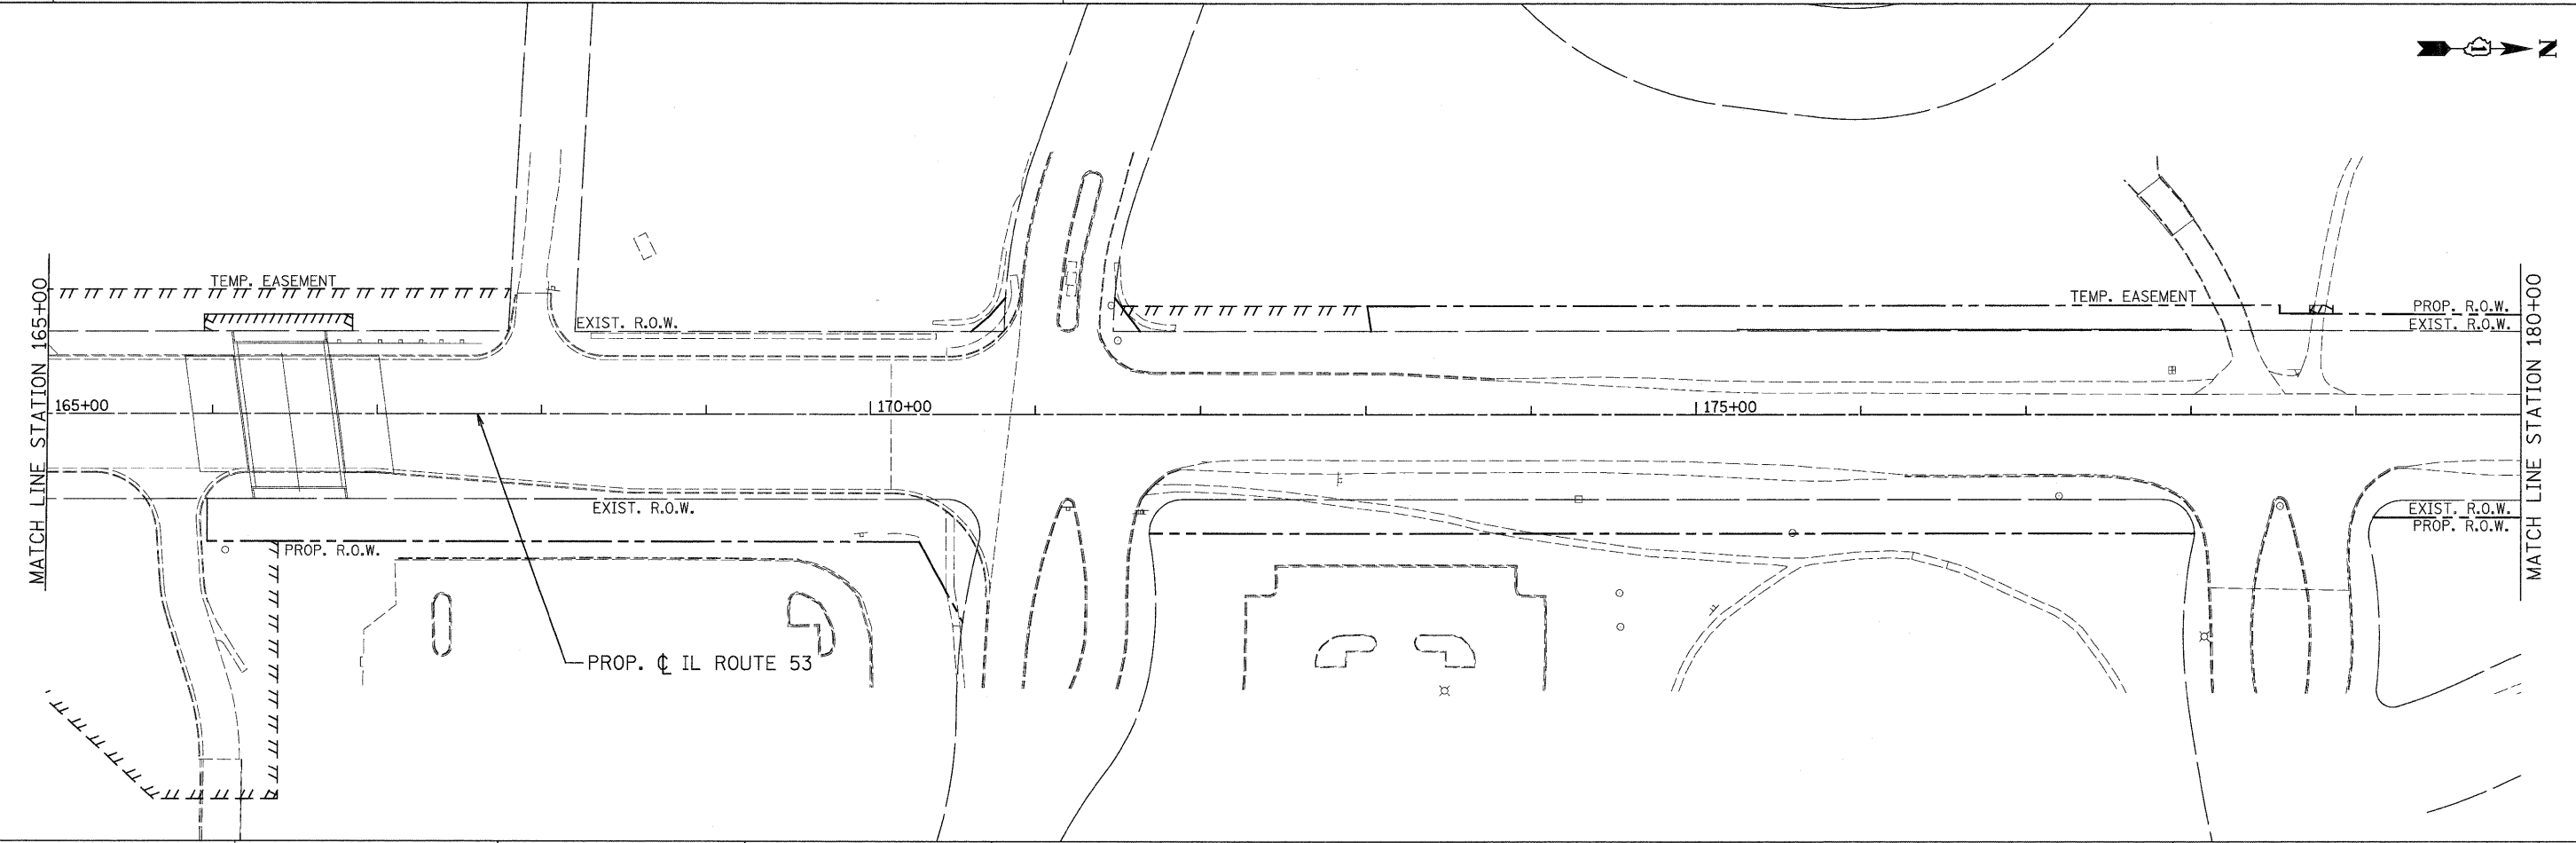 N
TEMP. EASEMENT
TEMP. EASEMENT
PROP. R.O.W.
EXIST. R.O.W.
EXIST. R.O.W.
MATCH LINE STATION 165+00
MATCH LINE STATION 180+00
165+00
170+00
175+00
EXIST. R.O.W.
EXIST. R.O.W.
PROP. R.O.W.
PROP. R.O.W.
PROP. ℄ IL ROUTE 53